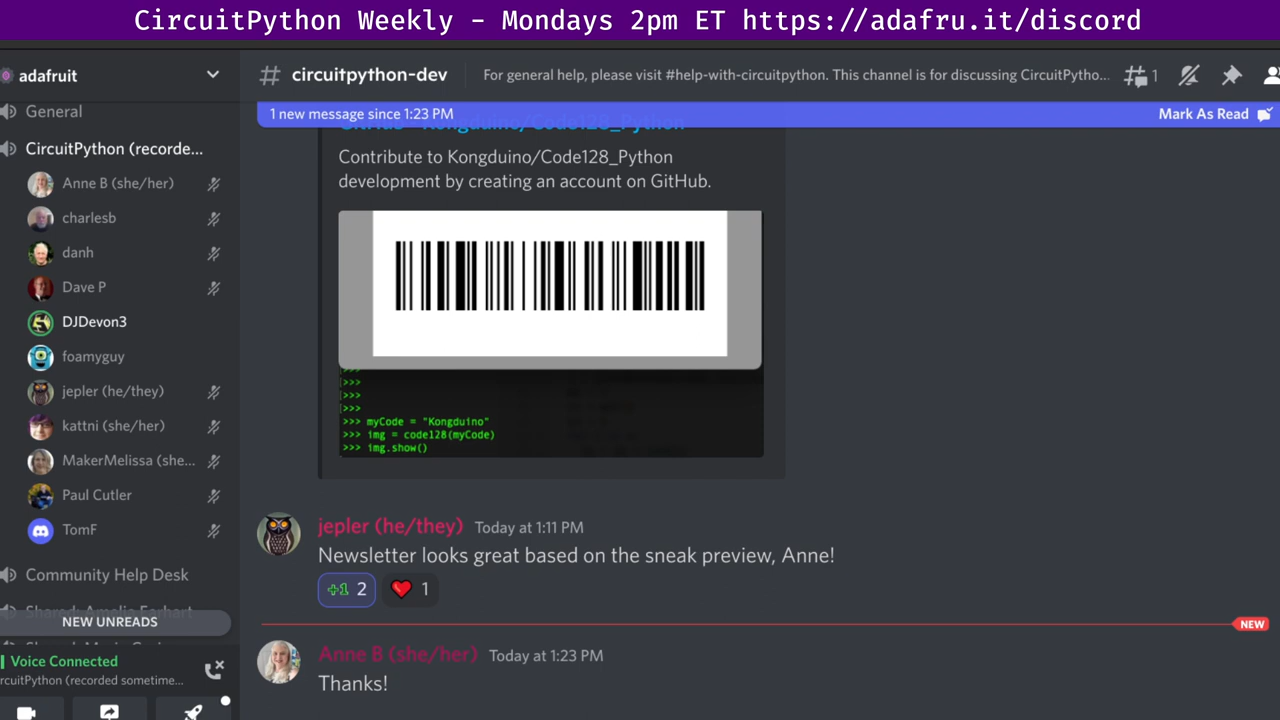 CircuitPython Weekly - Mondays 2pm ET https://adafru.it/discord
adafruit
General
CircuitPython (recorde...
Anne B (she/her)
charlesb
danh
Dave P
DJDevon3
foamyguy
jepler (he/they)
kattni (she/her)
MakerMelissa (she...
Paul Cutler
TomF
Community Help Desk
Shared: Amelia Earhart
NEW UNREADS
Voice Connected
rcuitPython (recorded sometime...
# circuitpython-dev
For general help, please visit #help-with-circuitpython. This channel is for discussing CircuitPytho...
1
1 new message since 1:23 PM
Mark As Read
GitHub - Kongduino/Code128_Python
Contribute to Kongduino/Code128_Python
development by creating an account on GitHub.
>>>
>>>
>>>
>>>
>>> myCode = "Kongduino"
>>> img = code128(myCode)
>>> img.show()
jepler (he/they) Today at 1:11 PM
Newsletter looks great based on the sneak preview, Anne!
+1 2
1
NEW
Anne B (she/her) Today at 1:23 PM
Thanks!